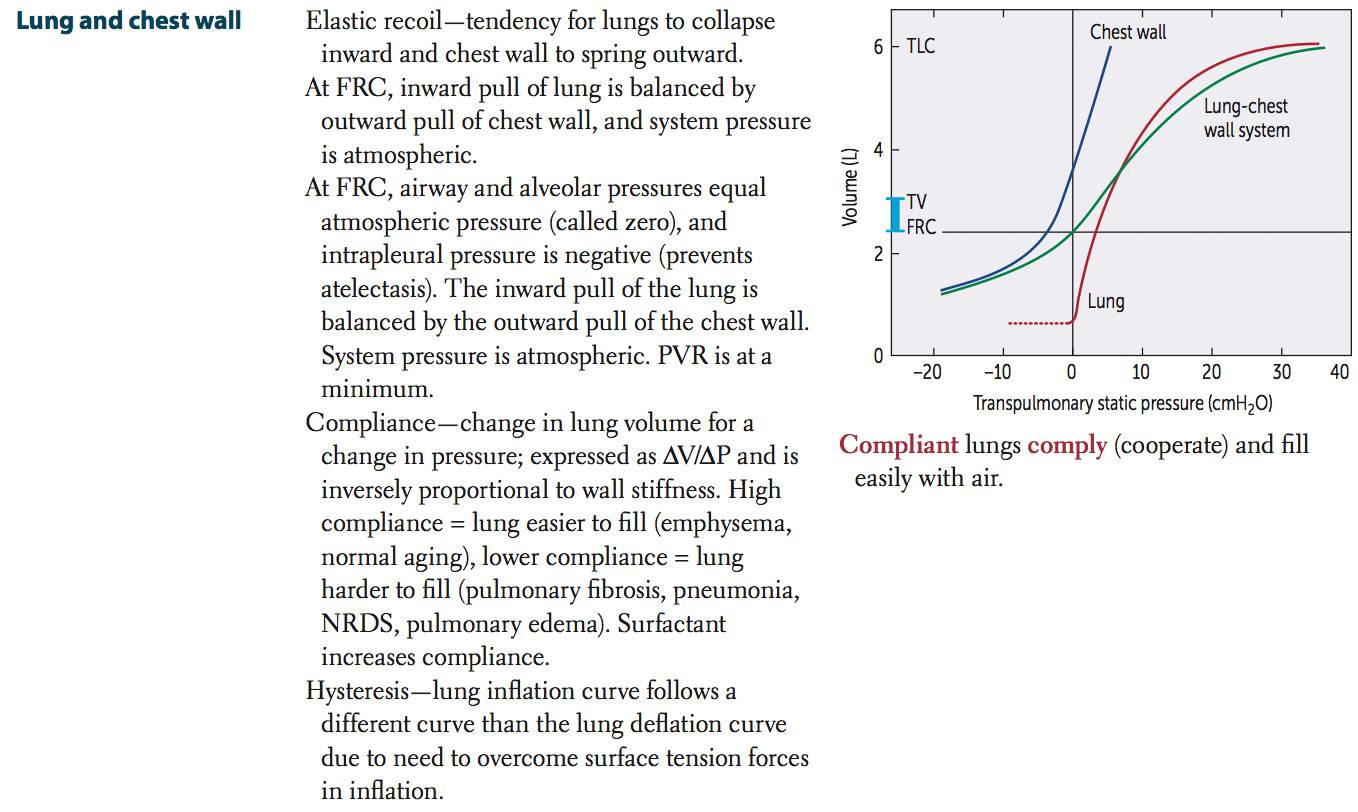 Lung and chest wall
Elastic recoil—tendency for lungs to collapse
inward and chest wall to spring outward.
At FRC, inward pull of lung is balanced by
outward pull of chest wall, and system pressure
is atmospheric.
At FRC, airway and alveolar pressures equal
atmospheric pressure (called zero), and
intrapleural pressure is negative (prevents
atelectasis). The inward pull of the lung is
balanced by the outward pull of the chest wall.
System pressure is atmospheric. PVR is at a
minimum.
Compliance—change in lung volume for a
change in pressure; expressed as ΔV/ΔP and is
inversely proportional to wall stiffness. High
compliance = lung easier to fill (emphysema,
normal aging), lower compliance = lung
harder to fill (pulmonary fibrosis, pneumonia,
NRDS, pulmonary edema). Surfactant
increases compliance.
Hysteresis—lung inflation curve follows a
different curve than the lung deflation curve
due to need to overcome surface tension forces
in inflation.
Chest wall
6 TLC
Lung-chest
wall system
4
Volume (L)
TV
FRC
2
Lung
0
–20 –10 0 10 20 30 40
Transpulmonary static pressure (cmH₂O)
Compliant lungs comply (cooperate) and fill
easily with air.